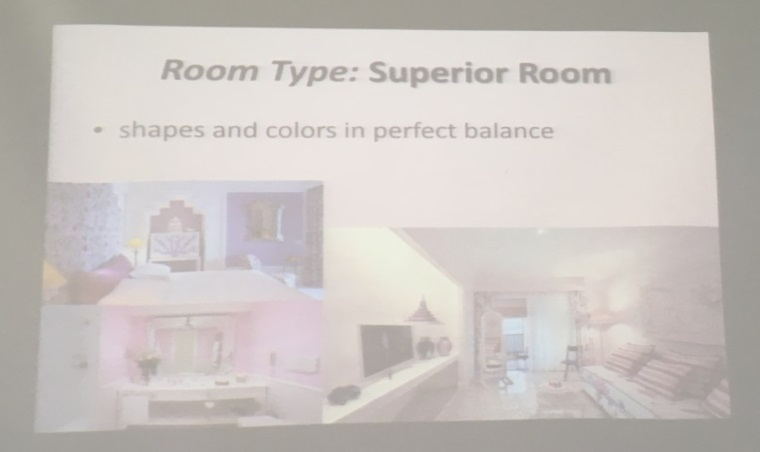 Room Type: Superior Room
• shapes and colors in perfect balance